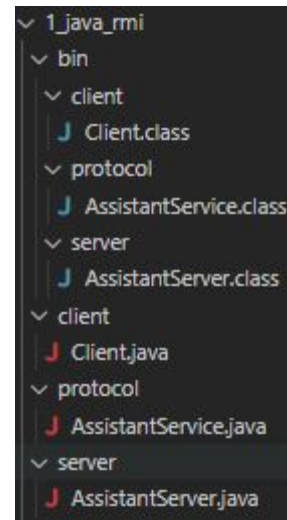 1_java_rmi
bin
client
J Client.class
protocol
J AssistantService.class
server
J AssistantServer.class
client
J Client.java
protocol
J AssistantService.java
server
J AssistantServer.java